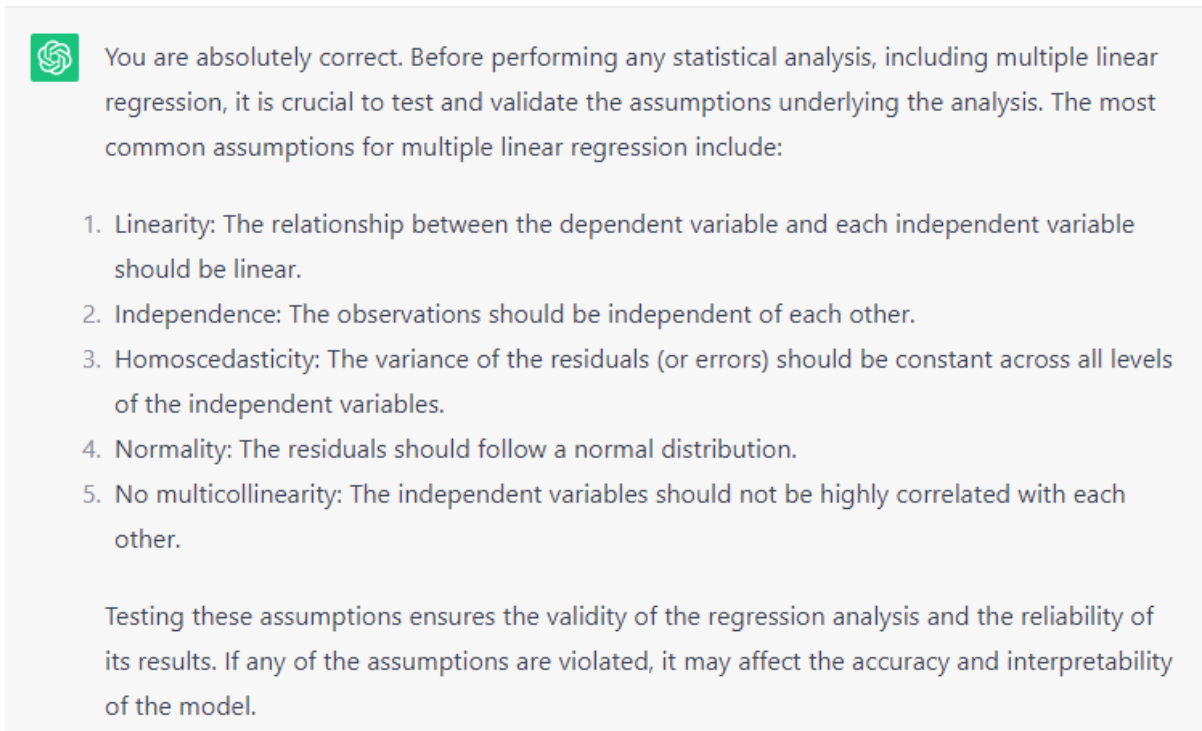 You are absolutely correct. Before performing any statistical analysis, including multiple linear
regression, it is crucial to test and validate the assumptions underlying the analysis. The most
common assumptions for multiple linear regression include:
1. Linearity: The relationship between the dependent variable and each independent variable
should be linear.
2. Independence: The observations should be independent of each other.
3. Homoscedasticity: The variance of the residuals (or errors) should be constant across all levels
of the independent variables.
4. Normality: The residuals should follow a normal distribution.
5. No multicollinearity: The independent variables should not be highly correlated with each
other.
Testing these assumptions ensures the validity of the regression analysis and the reliability of
its results. If any of the assumptions are violated, it may affect the accuracy and interpretability
of the model.